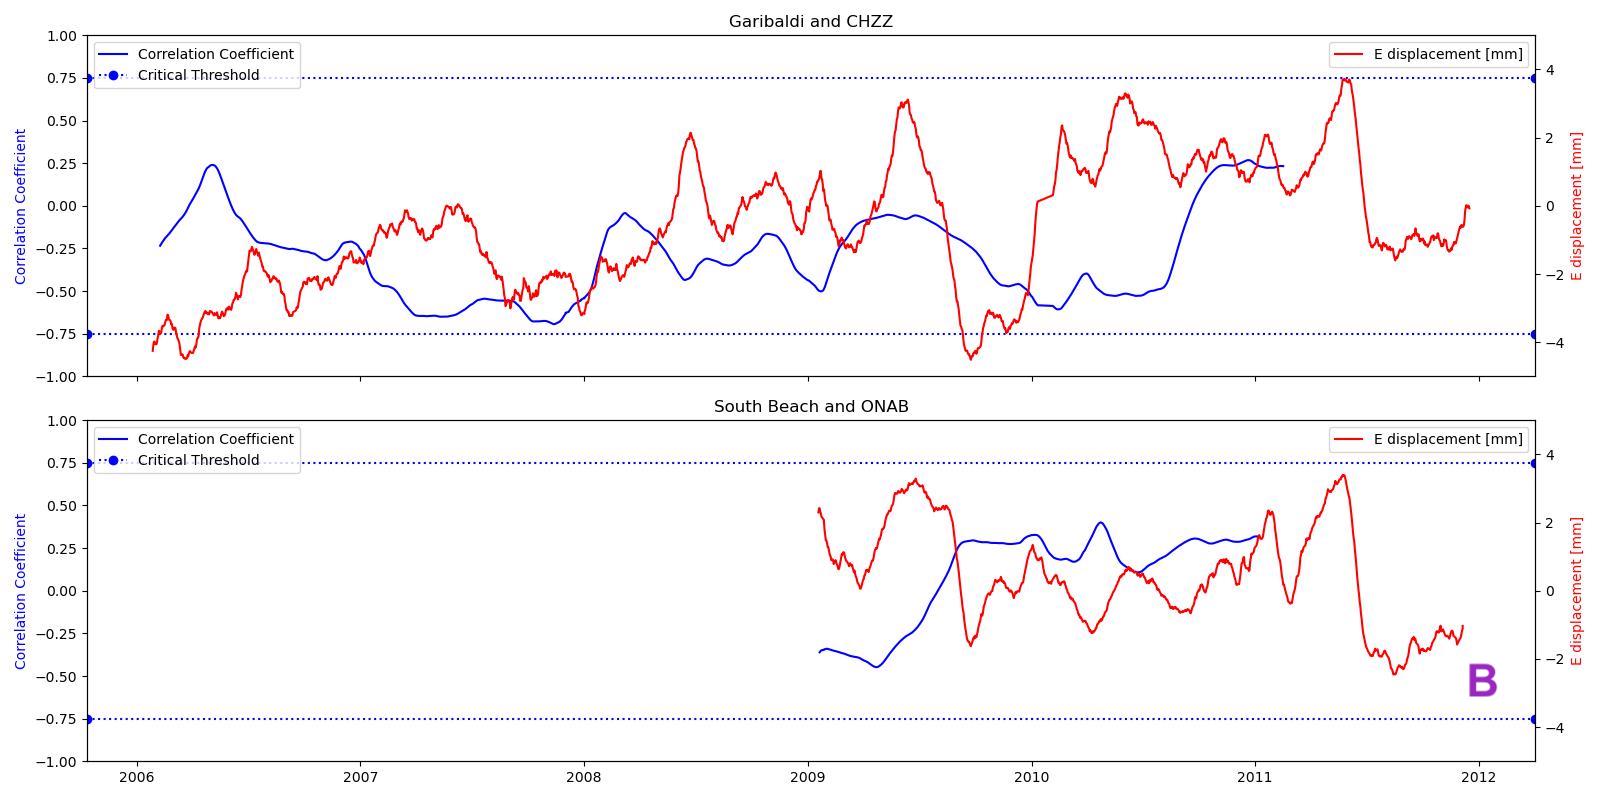 Garibaldi and CHZZ
1.00
0.75
0.50
0.25
0.00
−0.25
−0.50
−0.75
−1.00
Correlation Coefficient
Correlation Coefficient
Critical Threshold
E displacement [mm]
4
2
0
−2
−4
E displacement [mm]
South Beach and ONAB
1.00
0.75
0.50
0.25
0.00
−0.25
−0.50
−0.75
−1.00
Correlation Coefficient
Correlation Coefficient
Critical Threshold
E displacement [mm]
4
2
0
−2
−4
E displacement [mm]
B
2006 2007 2008 2009 2010 2011 2012